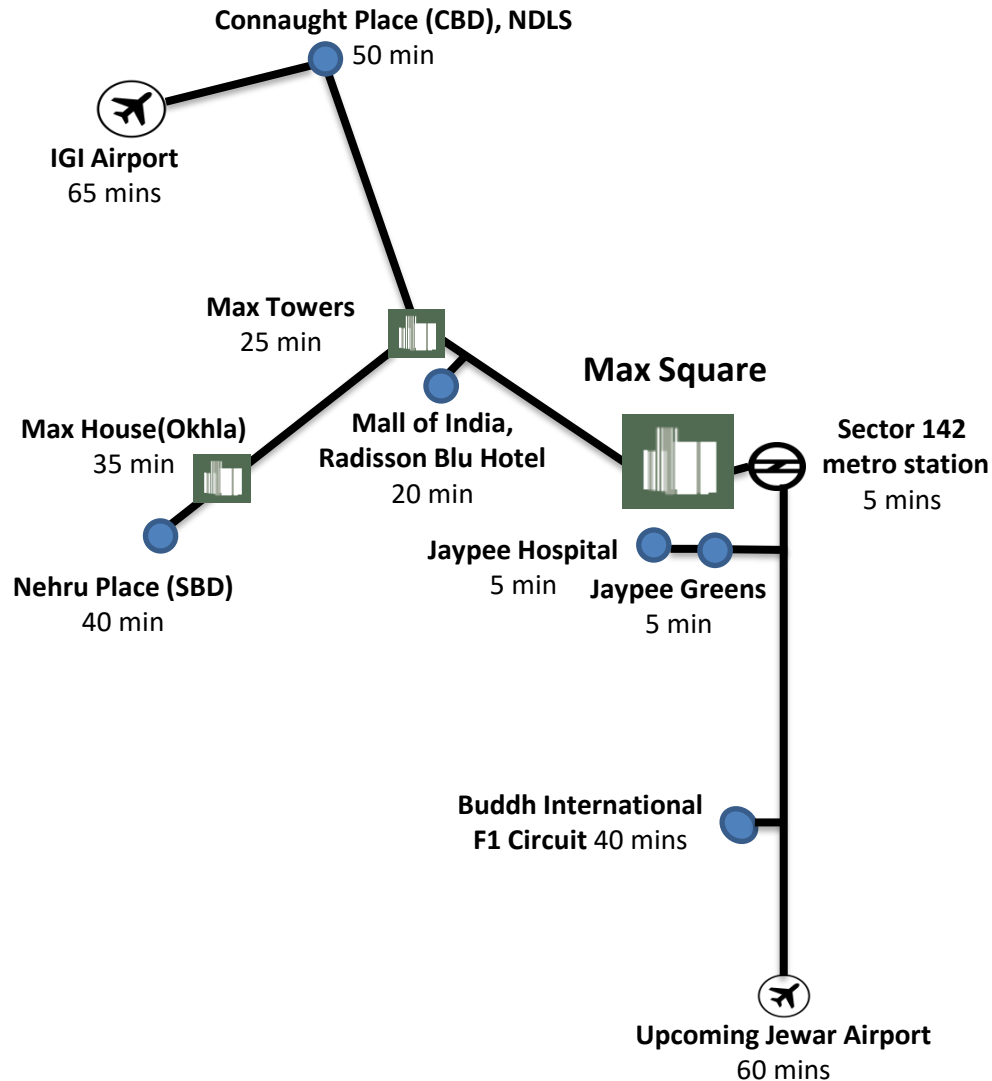 Connaught Place (CBD), NDLS
50 min
IGI Airport
65 mins
Max Towers
25 min
Max Square
Mall of India,
Radisson Blu Hotel
20 min
Max House(Okhla)
35 min
Sector 142
metro station
5 mins
Nehru Place (SBD)
40 min
Jaypee Hospital
5 min
Jaypee Greens
5 min
Buddh International
F1 Circuit 40 mins
Upcoming Jewar Airport
60 mins